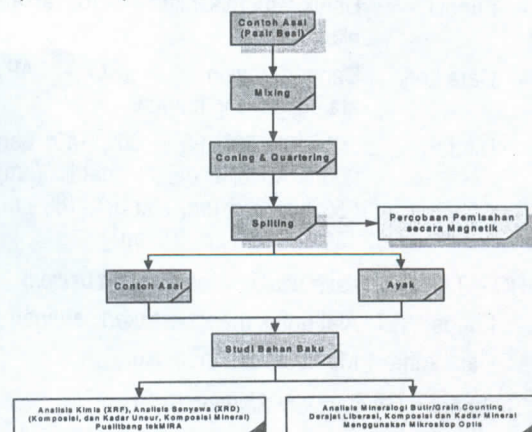 Contoh Asal
(Pasir Besi)
Mixing
Coning & Quartering
Spliting
Percobaan Pemisahan
secara Magnetik
Contoh Asal
Ayak
Studi Bahan Baku
Analisis Kimia (XRF), Analisis Senyawa (XRD)
(Komposisi, dan Kadar Unsur, Komposisi Mineral)
Puslitbang tekMIRA
Analisis Mineralogi Butir/Grain Counting
Derajat Liberasi, Komposisi dan Kadar Mineral
Menggunakan Mikroskop Optis